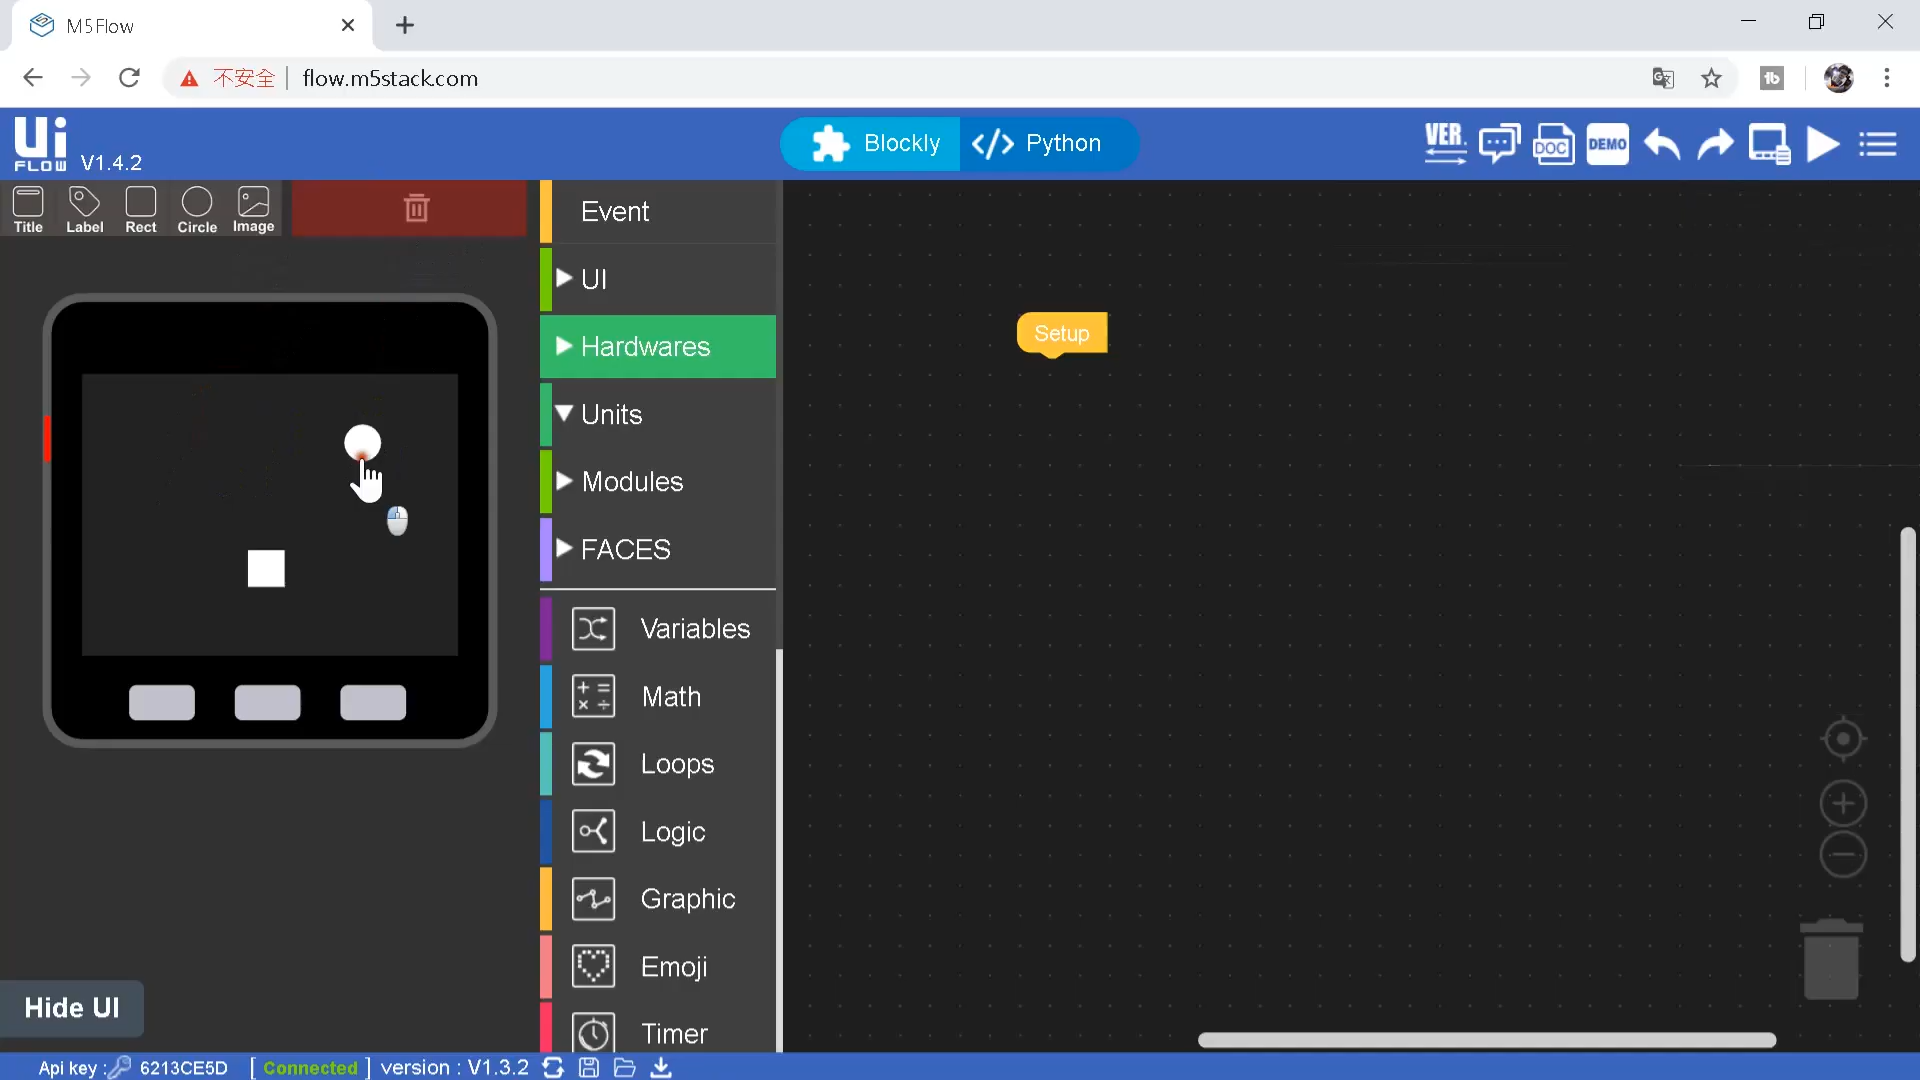 M5Flow
不安全 | flow.m5stack.com
Ui FLOW V1.4.2
Blockly
</> Python
VER.
DOC
DEMO
Title
Label
Rect
Circle
Image
Event
UI
Hardwares
Units
Modules
FACES
Variables
Math
Loops
Logic
Graphic
Emoji
Timer
Setup
Hide UI
Api key : 6213CE5D [ Connected ] version : V1.3.2